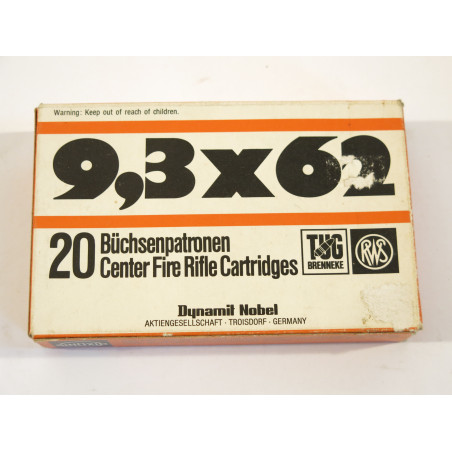 Warning: Keep out of reach of children.
9,3x62
20 Büchsenpatronen
Center Fire Rifle Cartridges
TUG
BRENNEKE
RWS
Dynamit Nobel
AKTIENGESELLSCHAFT · TROISDORF · GERMANY